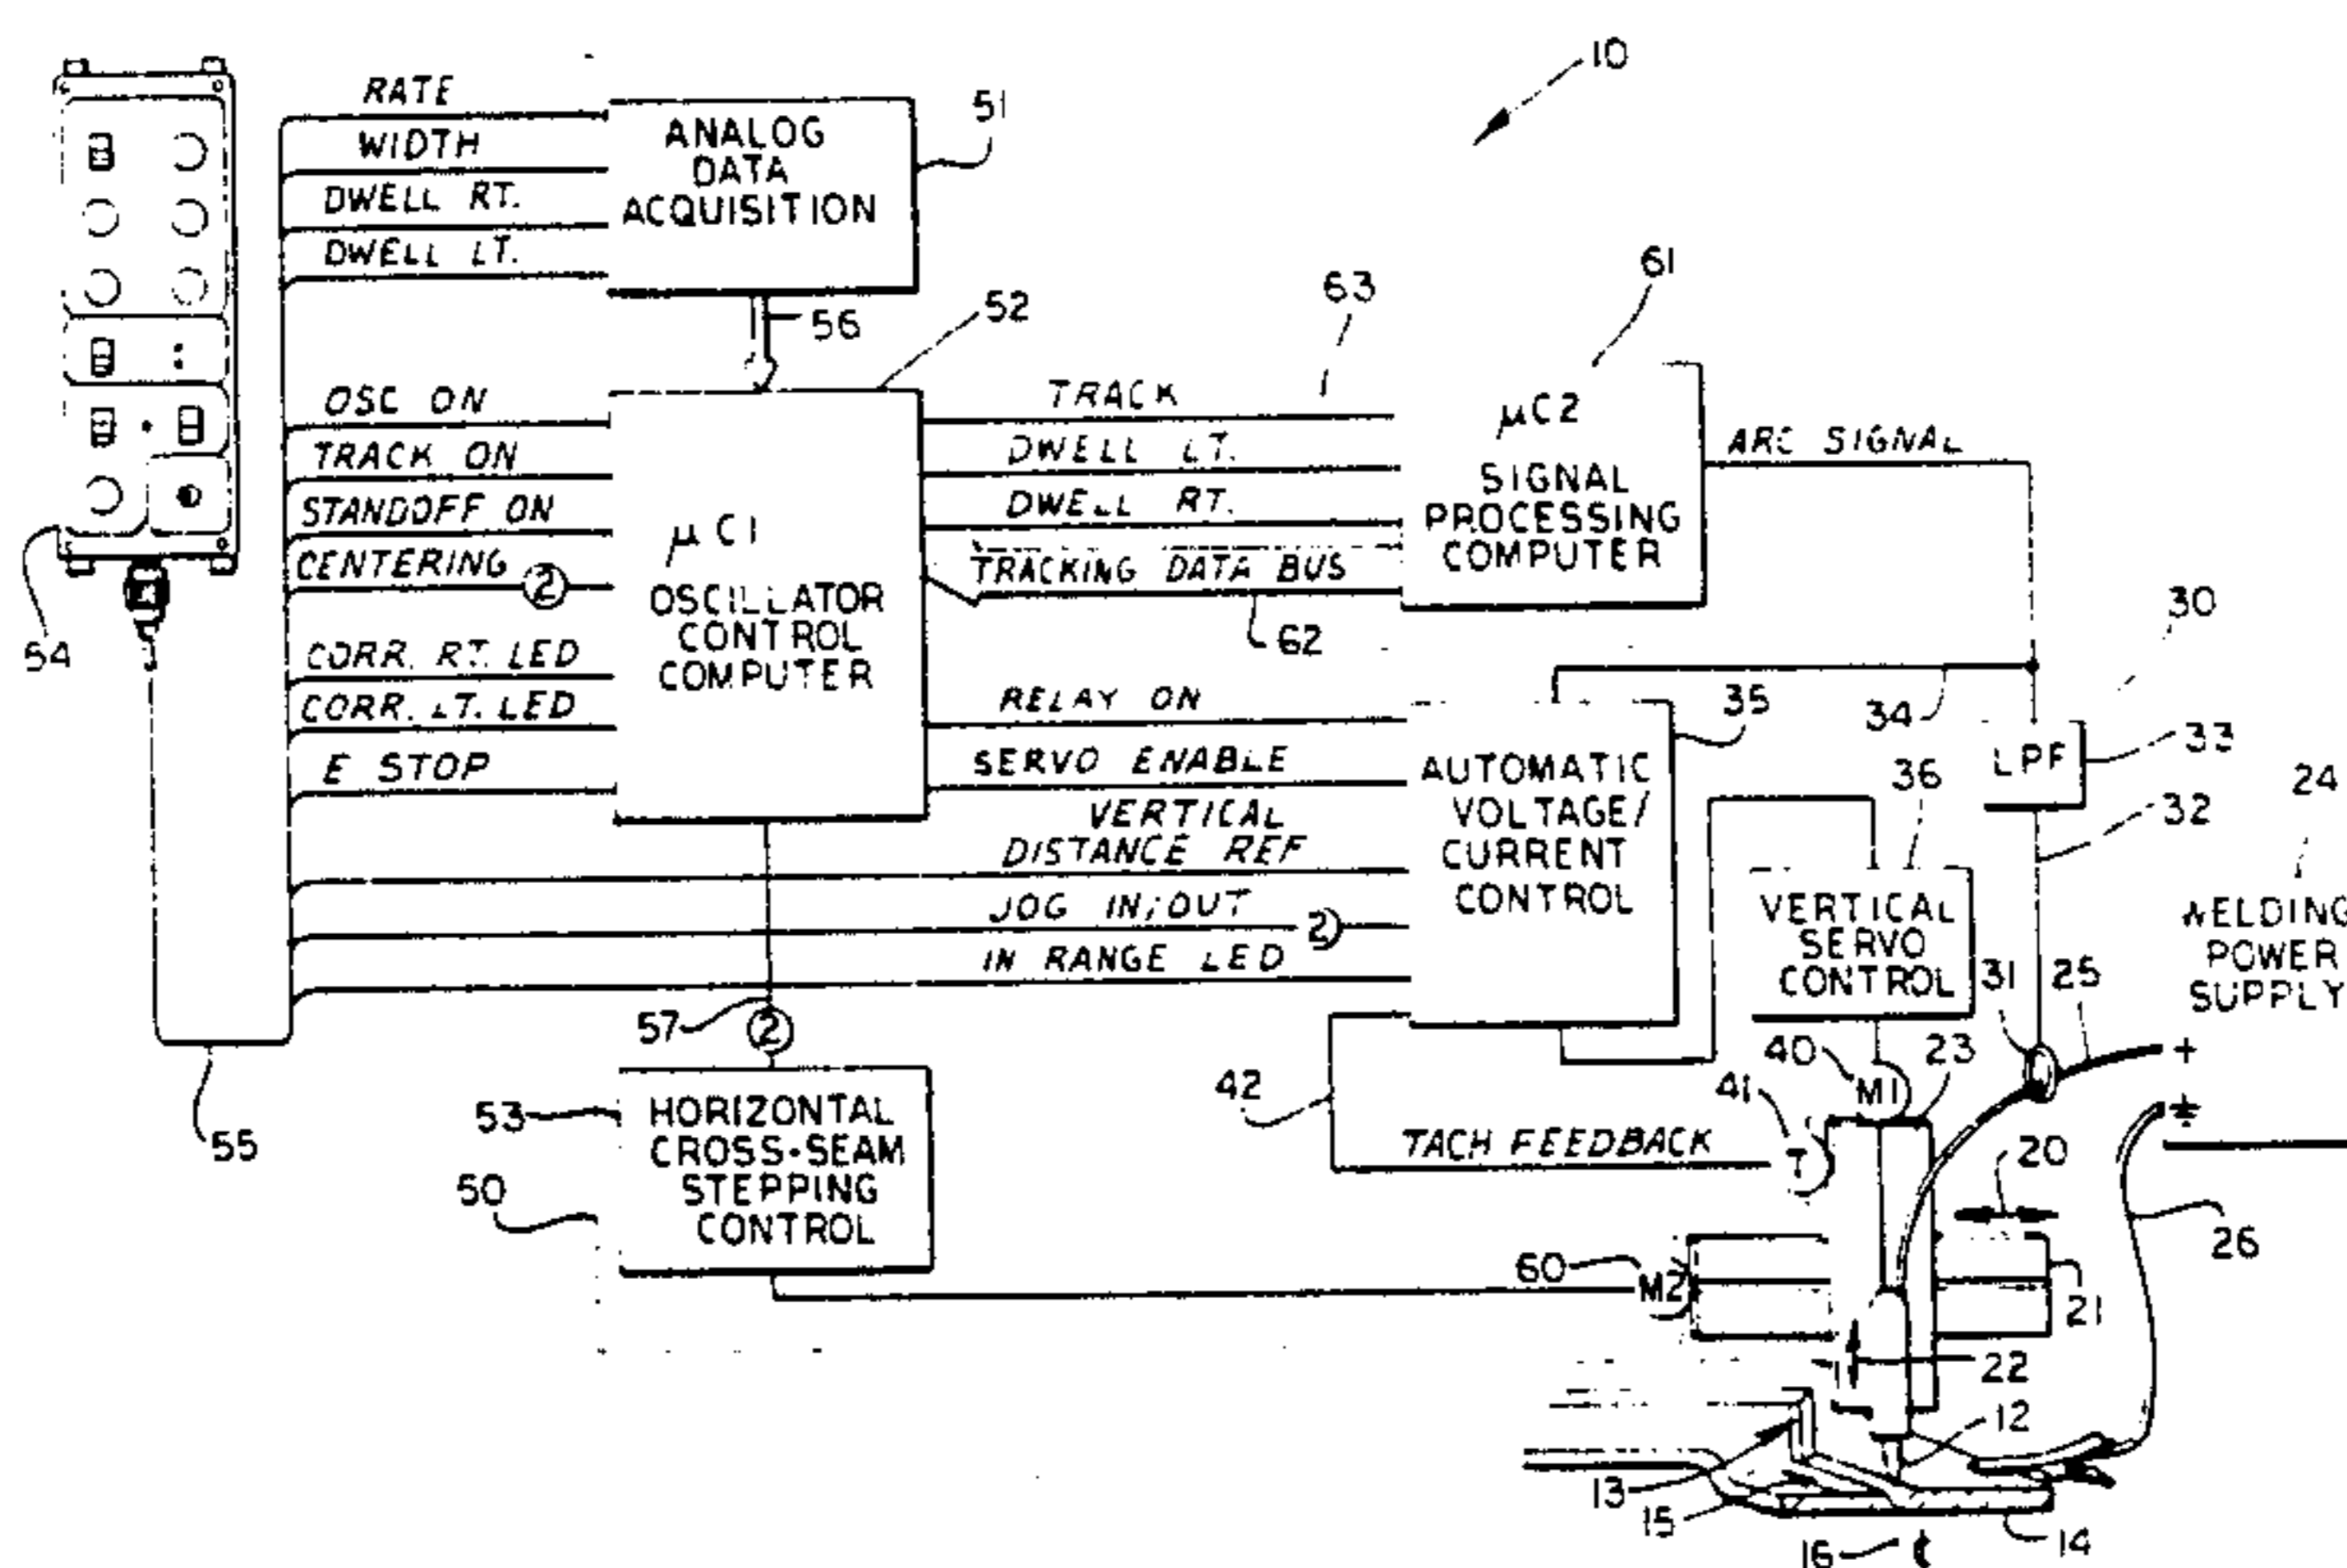 10
RATE
WIDTH
DWELL RT.
DWELL LT.
ANALOG
DATA
ACQUISITION
51
56
52
63
61
OSC ON
TRACK ON
STANDOFF ON
CENTERING
2
CORR. RT. LED
CORR. LT. LED
E STOP
54
55
μC1
OSCILLATOR
CONTROL
COMPUTER
TRACK
DWELL LT.
DWELL RT.
TRACKING DATA BUS
62
μC2
SIGNAL
PROCESSING
COMPUTER
ARC SIGNAL
30
RELAY ON
SERVO ENABLE
VERTICAL
DISTANCE REF
JOG IN/OUT
2
IN RANGE LED
35
AUTOMATIC
VOLTAGE/
CURRENT
CONTROL
34
LPF
33
32
36
VERTICAL
SERVO
CONTROL
24
WELDING
POWER
SUPPLY
31
25
+
57
2
53
HORIZONTAL
CROSS-SEAM
STEPPING
CONTROL
50
42
TACH FEEDBACK
41
T
40
M1
23
20
26
60
M2
21
22
12
13
15
16
14